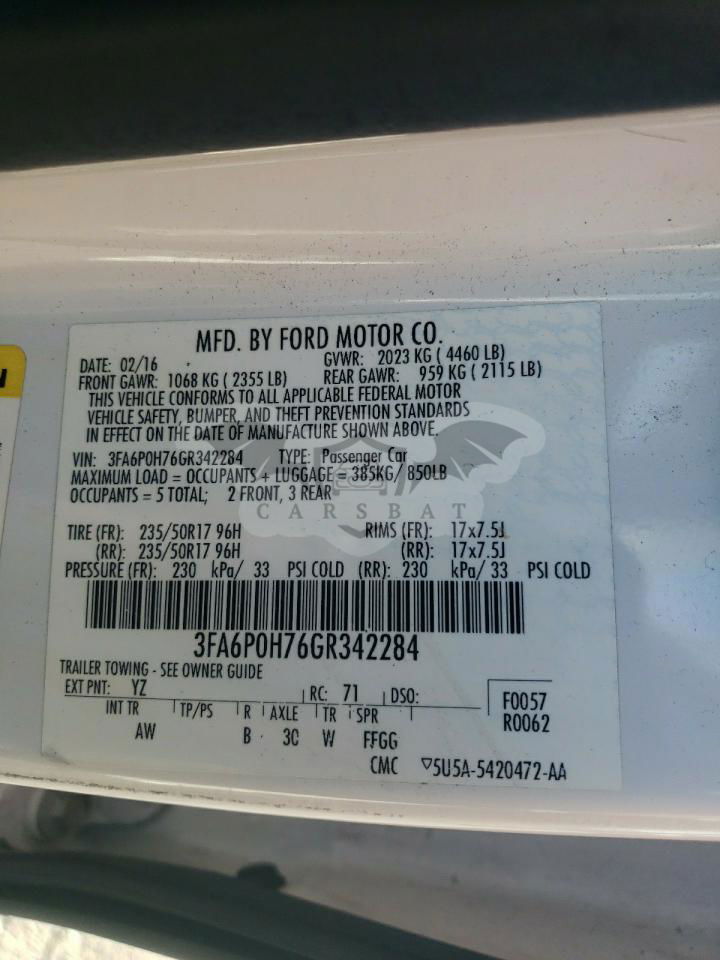 MFD. BY FORD MOTOR CO.
DATE: 02/16 GVWR: 2023 KG ( 4460 LB)
FRONT GAWR: 1068 KG ( 2355 LB) REAR GAWR: 959 KG ( 2115 LB)
THIS VEHICLE CONFORMS TO ALL APPLICABLE FEDERAL MOTOR
VEHICLE SAFETY, BUMPER, AND THEFT PREVENTION STANDARDS
IN EFFECT ON THE DATE OF MANUFACTURE SHOWN ABOVE.
VIN: 3FA6P0H76GR342284 TYPE: Passenger Car
MAXIMUM LOAD = OCCUPANTS + LUGGAGE = 385KG/ 850LB
OCCUPANTS = 5 TOTAL; 2 FRONT, 3 REAR
CARSBAT
TIRE (FR): 235/50R17 96H RIMS (FR): 17x7.5J
(RR): 235/50R17 96H (RR): 17x7.5J
PRESSURE (FR): 230 kPa/ 33 PSI COLD (RR): 230 kPa/ 33 PSI COLD
3FA6P0H76GR342284
TRAILER TOWING - SEE OWNER GUIDE
EXT PNT: YZ RC: 71 DSO: F0057
INT TR TP/PS R AXLE TR SPR R0062
AW B 30 W FFGG
CMC ▽5U5A-5420472-AA